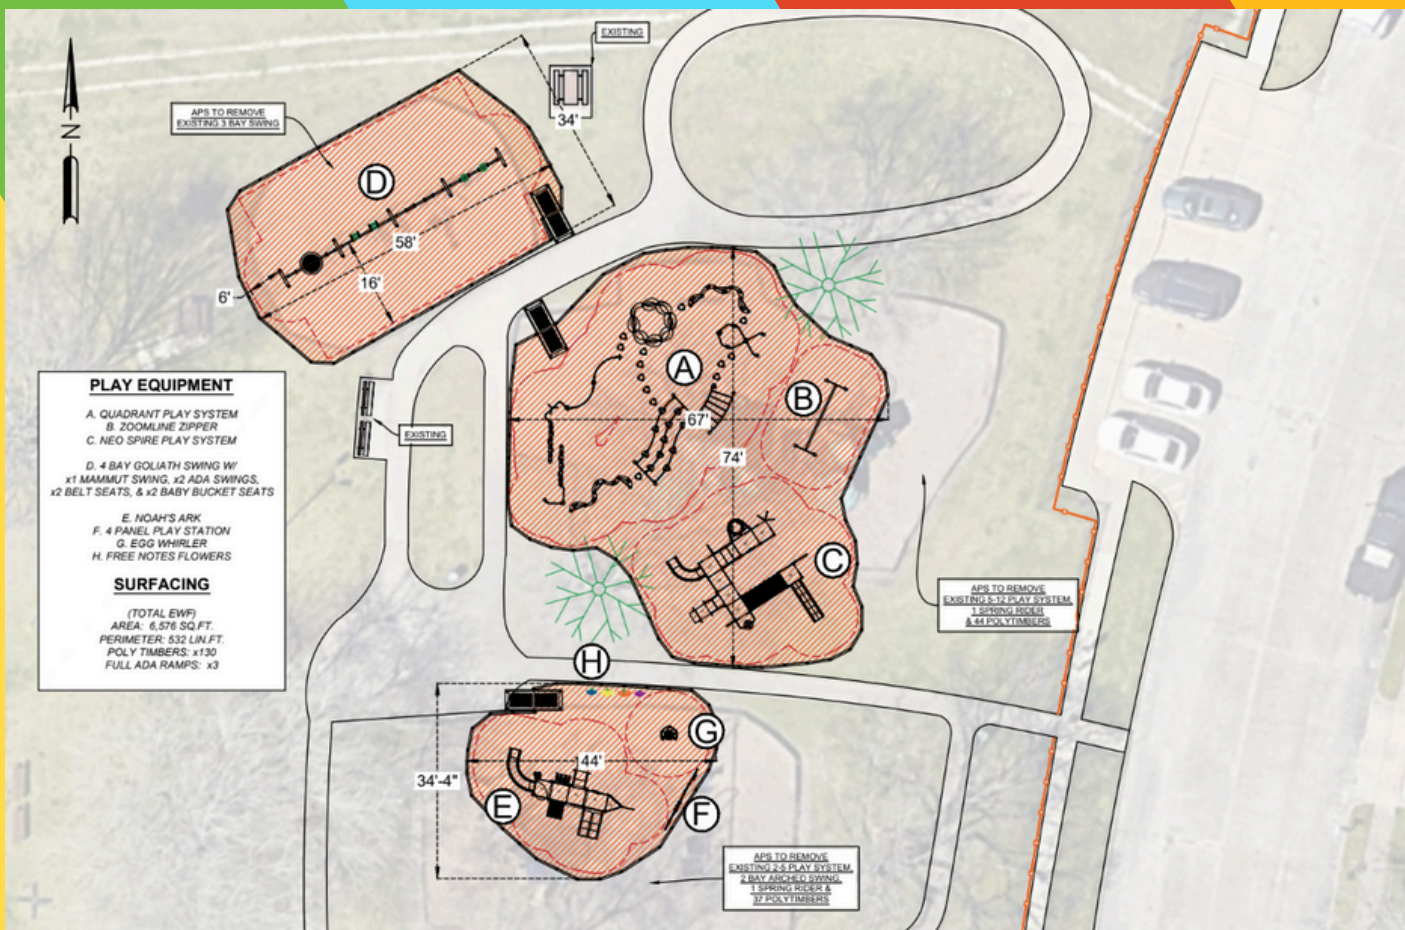 EXISTING
APS TO REMOVE
EXISTING 3 BAY SWING
34'
N
D
58'
16'
6'
A
B
67'
74'
PLAY EQUIPMENT
A. QUADRANT PLAY SYSTEM
B. ZOOMLINE ZIPPER
C. NEO SPIRE PLAY SYSTEM
D. 4 BAY GOLIATH SWING W/
x1 MAMMUT SWING, x2 ADA SWINGS,
x2 BELT SEATS, & x2 BABY BUCKET SEATS
E. NOAH'S ARK
F. 4 PANEL PLAY STATION
G. EGG WHIRLER
H. FREE NOTES FLOWERS
SURFACING
(TOTAL EWF)
AREA: 6,576 SQ.FT.
PERIMETER: 532 LIN.FT.
POLY TIMBERS: x130
FULL ADA RAMPS: x3
EXISTING
C
APS TO REMOVE
EXISTING 5-12 PLAY SYSTEM,
1 SPRING RIDER
& 44 POLYTIMBERS
H
G
44'
34'-4"
E
F
APS TO REMOVE
EXISTING 2-5 PLAY SYSTEM,
2 BAY ARCHED SWING,
1 SPRING RIDER &
37 POLYTIMBERS